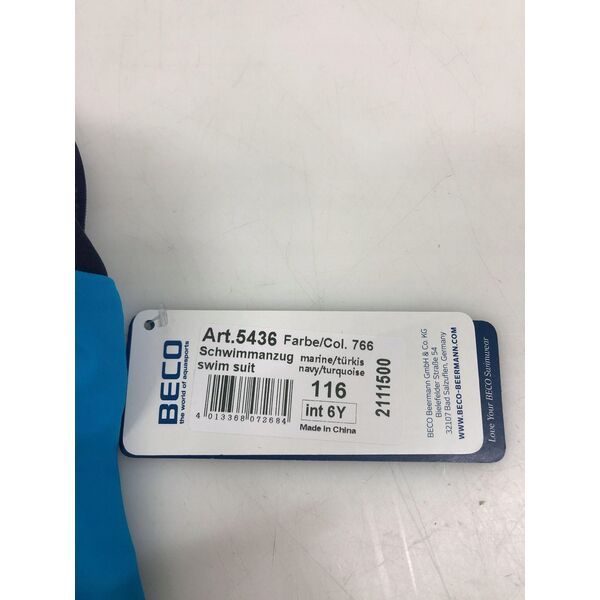 BECO
the world of aquasports
Art.5436 Farbe/Col. 766
Schwimmanzug marine/türkis
swim suit navy/turquoise
116
int 6Y
Made in China
4 013368 072684
2111500
BECO Beermann GmbH & Co. KG
Bielefelder Straße 54
32107 Bad Salzuflen, Germany
WWW.BECO-BEERMANN.COM
Love Your BECO Swimwear